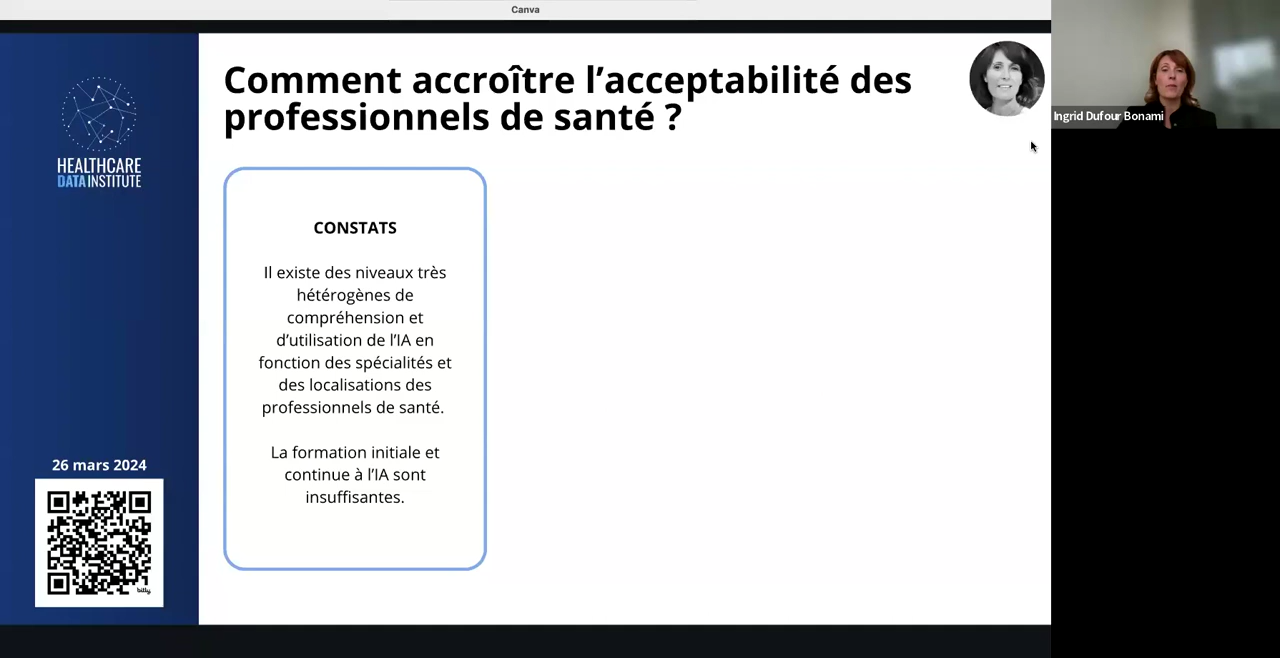 Canva
Comment accroître l’acceptabilité des
professionnels de santé ?
Ingrid Dufour Bonami
HEALTHCARE
DATA INSTITUTE
CONSTATS
Il existe des niveaux très
hétérogènes de
compréhension et
d’utilisation de l’IA en
fonction des spécialités et
des localisations des
professionnels de santé.
La formation initiale et
continue à l’IA sont
insuffisantes.
26 mars 2024
bitly